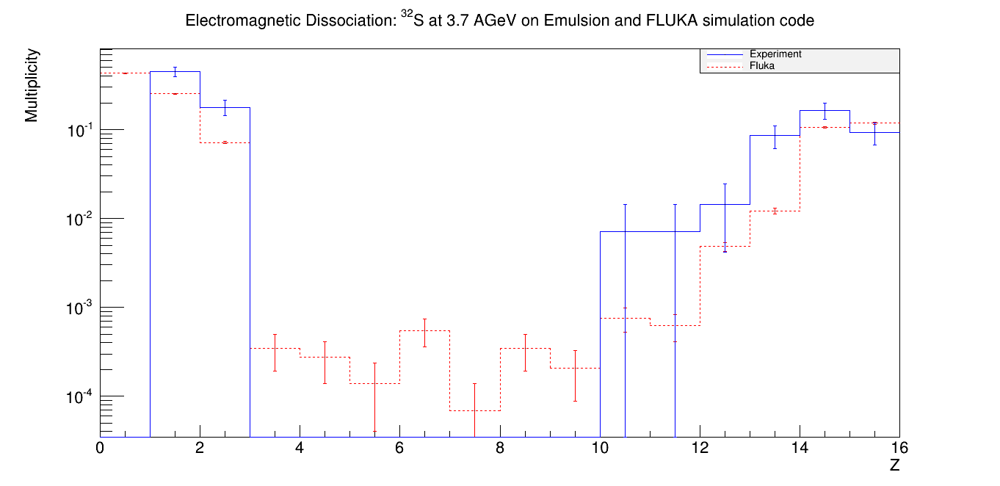 Electromagnetic Dissociation: ³²S at 3.7 AGeV on Emulsion and FLUKA simulation code
Multiplicity
Experiment
Fluka
10⁻¹
10⁻²
10⁻³
10⁻⁴
0 2 4 6 8 10 12 14 16
Z